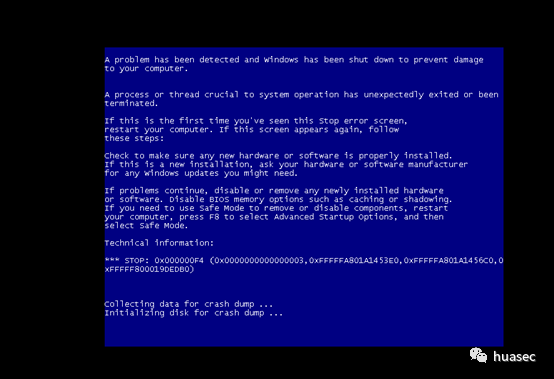 A problem has been detected and Windows has been shut down to prevent damage
to your computer.
A process or thread crucial to system operation has unexpectedly exited or been
terminated.
If this is the first time you've seen this Stop error screen,
restart your computer. If this screen appears again, follow
these steps:
Check to make sure any new hardware or software is properly installed.
If this is a new installation, ask your hardware or software manufacturer
for any Windows updates you might need.
If problems continue, disable or remove any newly installed hardware
or software. Disable BIOS memory options such as caching or shadowing.
If you need to use Safe Mode to remove or disable components, restart
your computer, press F8 to select Advanced Startup Options, and then
select Safe Mode.
Technical information:
*** STOP: 0x000000F4 (0x0000000000000003,0xFFFFFA801A1453E0,0xFFFFFA801A1456C0,0
xFFFFF800019DEDB0)
Collecting data for crash dump ...
Initializing disk for crash dump ...
huasec